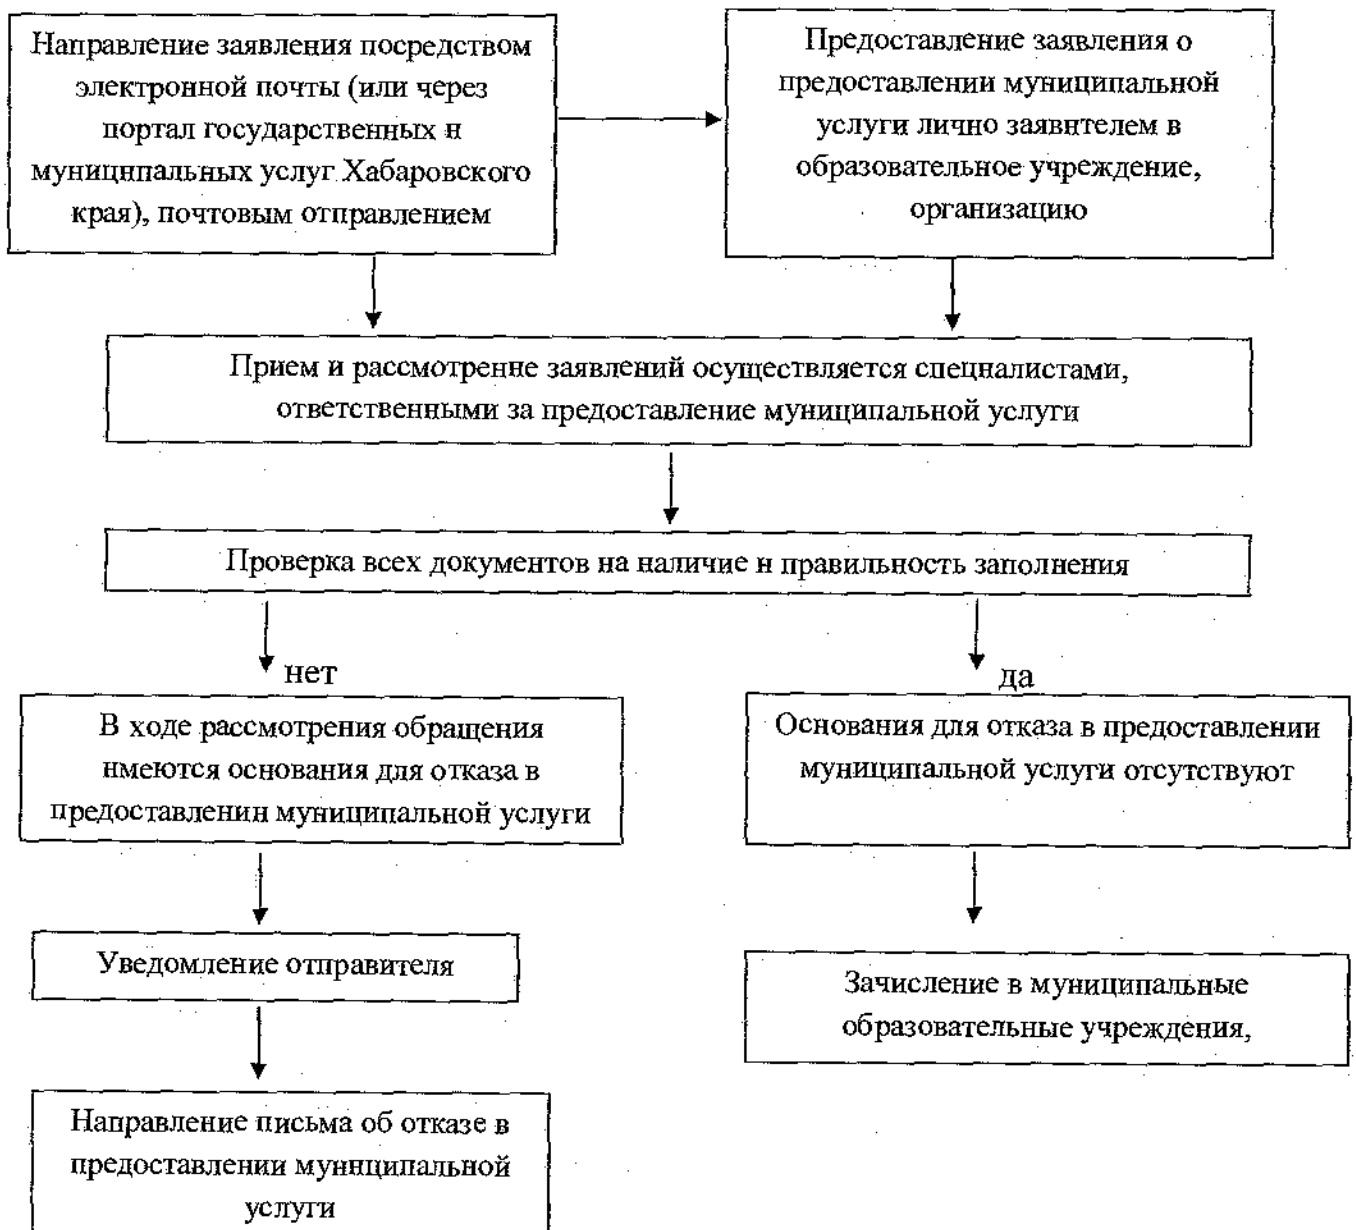 Направление заявления посредством
электронной почты (или через
портал государственных и
муниципальных услуг Хабаровского
края), почтовым отправлением
Предоставление заявления о
предоставлении муниципальной
услуги лично заявителем в
образовательное учреждение,
организацию
Прием и рассмотрение заявлений осуществляется специалистами,
ответственными за предоставление муниципальной услуги
Проверка всех документов на наличие и правильность заполнения
нет
да
В ходе рассмотрения обращения
имеются основания для отказа в
предоставлении муниципальной услуги
Основания для отказа в предоставлении
муниципальной услуги отсутствуют
Уведомление отправителя
Зачисление в муниципальные
образовательные учреждения,
Направление письма об отказе в
предоставлении муниципальной
услуги